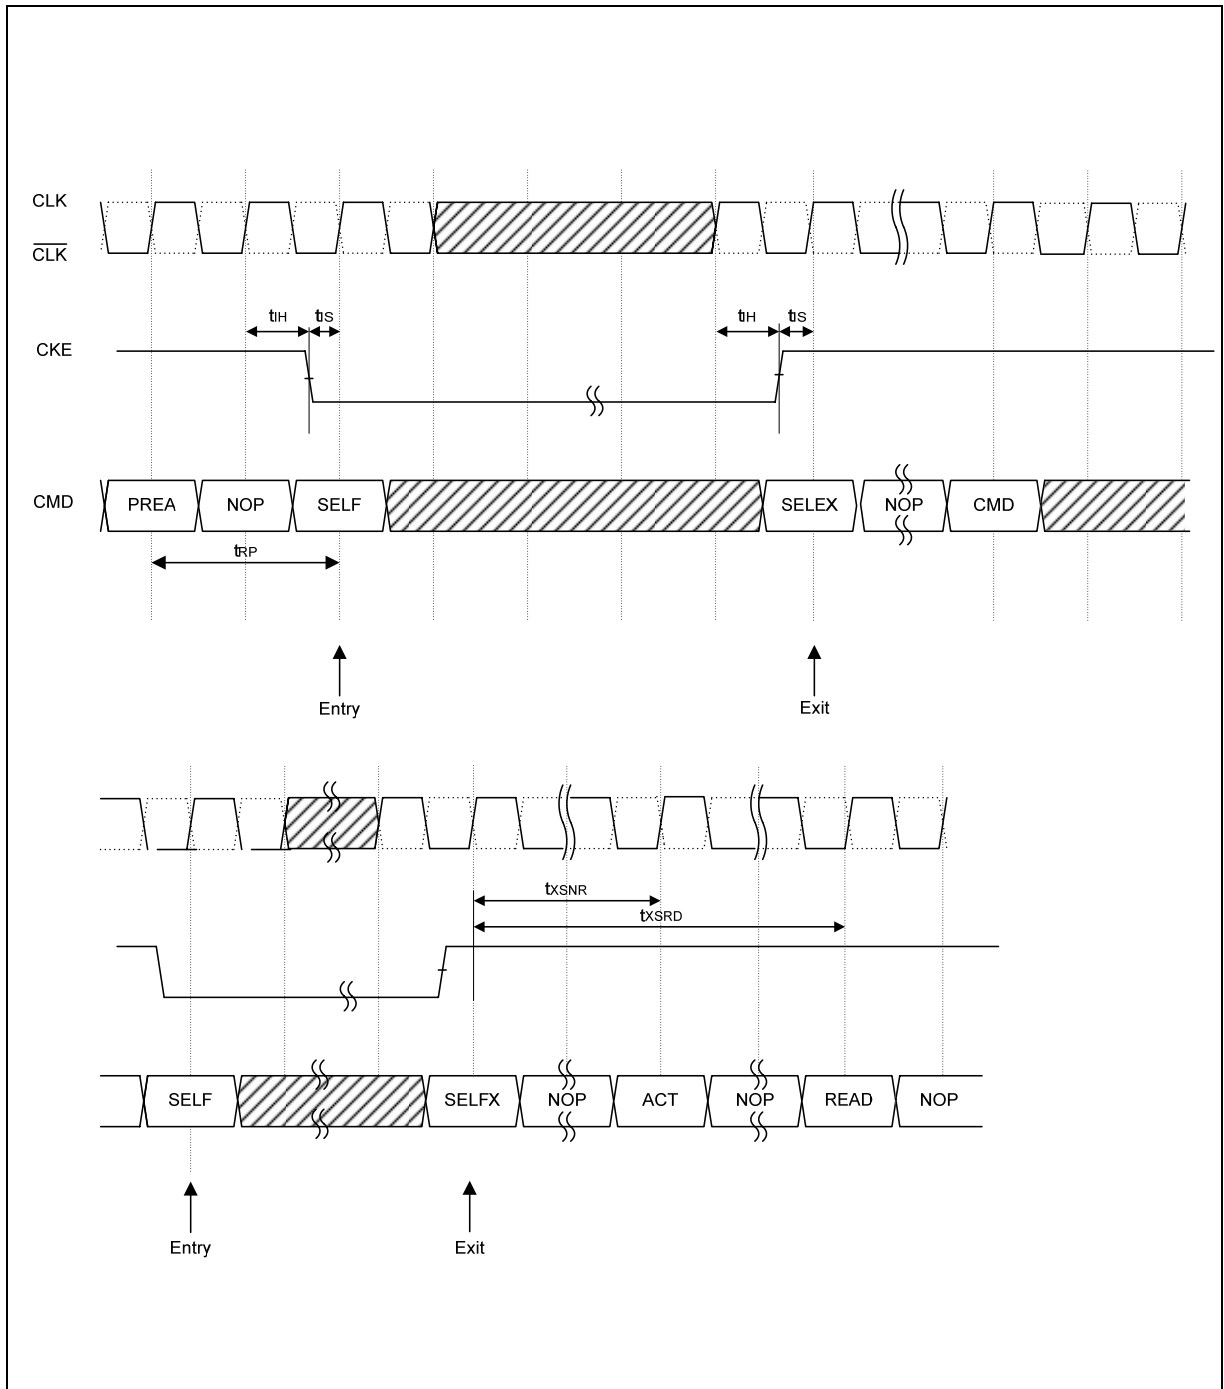 CLK
CLK
tIH tIS tIH tIS
CKE
CMD PREA NOP SELF SELEX NOP CMD
tRP
Entry Exit
tXSNR
tXSRD
SELF SELFX NOP ACT NOP READ NOP
Entry Exit